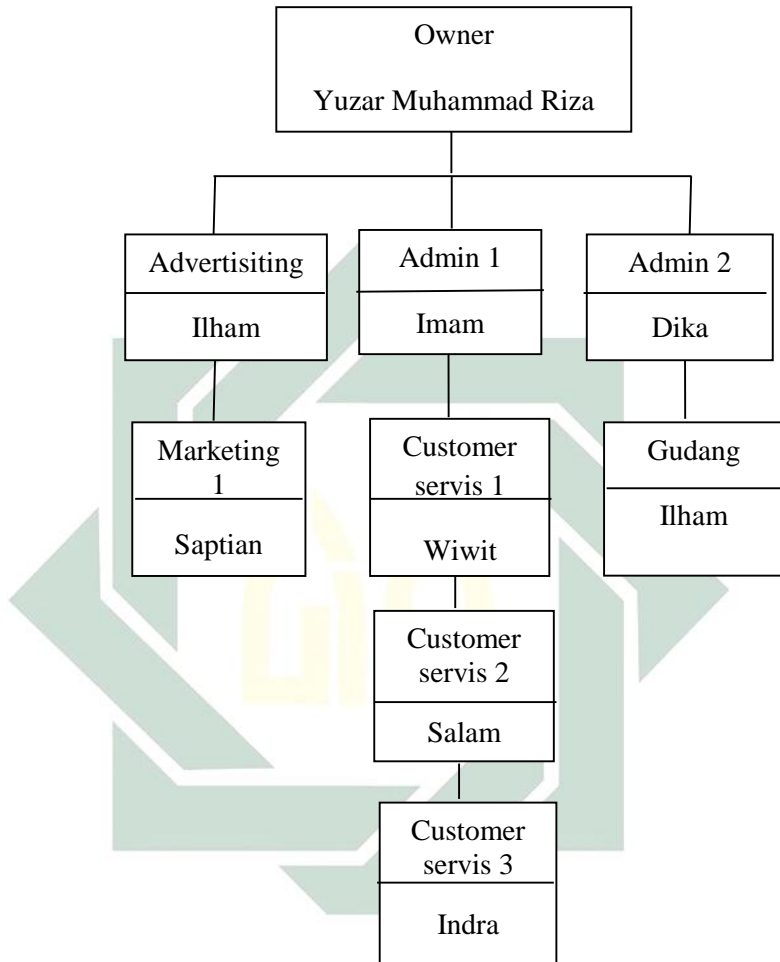 Owner
Yuzar Muhammad Riza
Advertisiting
Ilham
Admin 1
Imam
Admin 2
Dika
Marketing
1
Saptian
Customer
servis 1
Wiwit
Gudang
Ilham
Customer
servis 2
Salam
Customer
servis 3
Indra